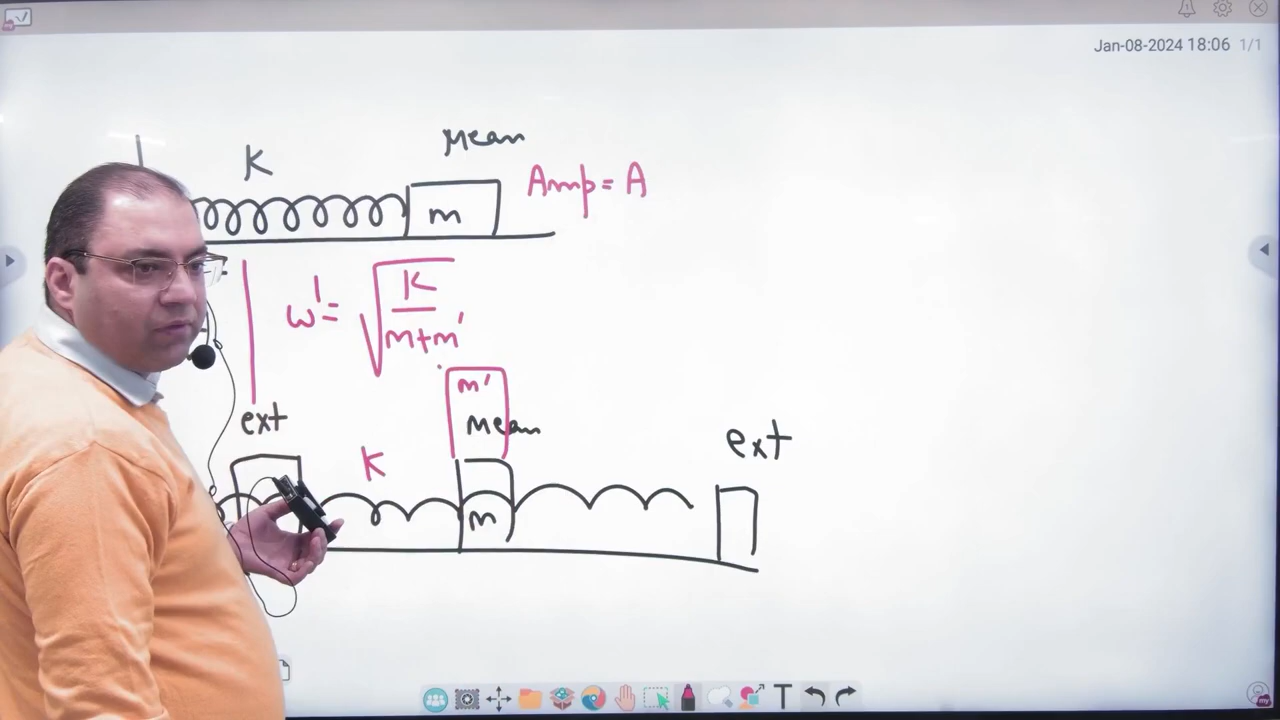 Jan-08-2024 18:06 1/1
Mean
K
Amp = A
m
ω' = √(K/(m+m'))
m'
ext
Mean
ext
K
m
T